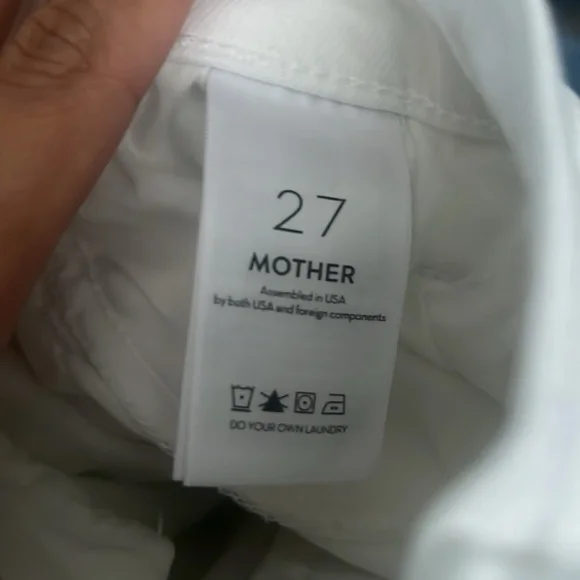 27
MOTHER
Assembled in USA
by both USA and foreign components
DO YOUR OWN LAUNDRY